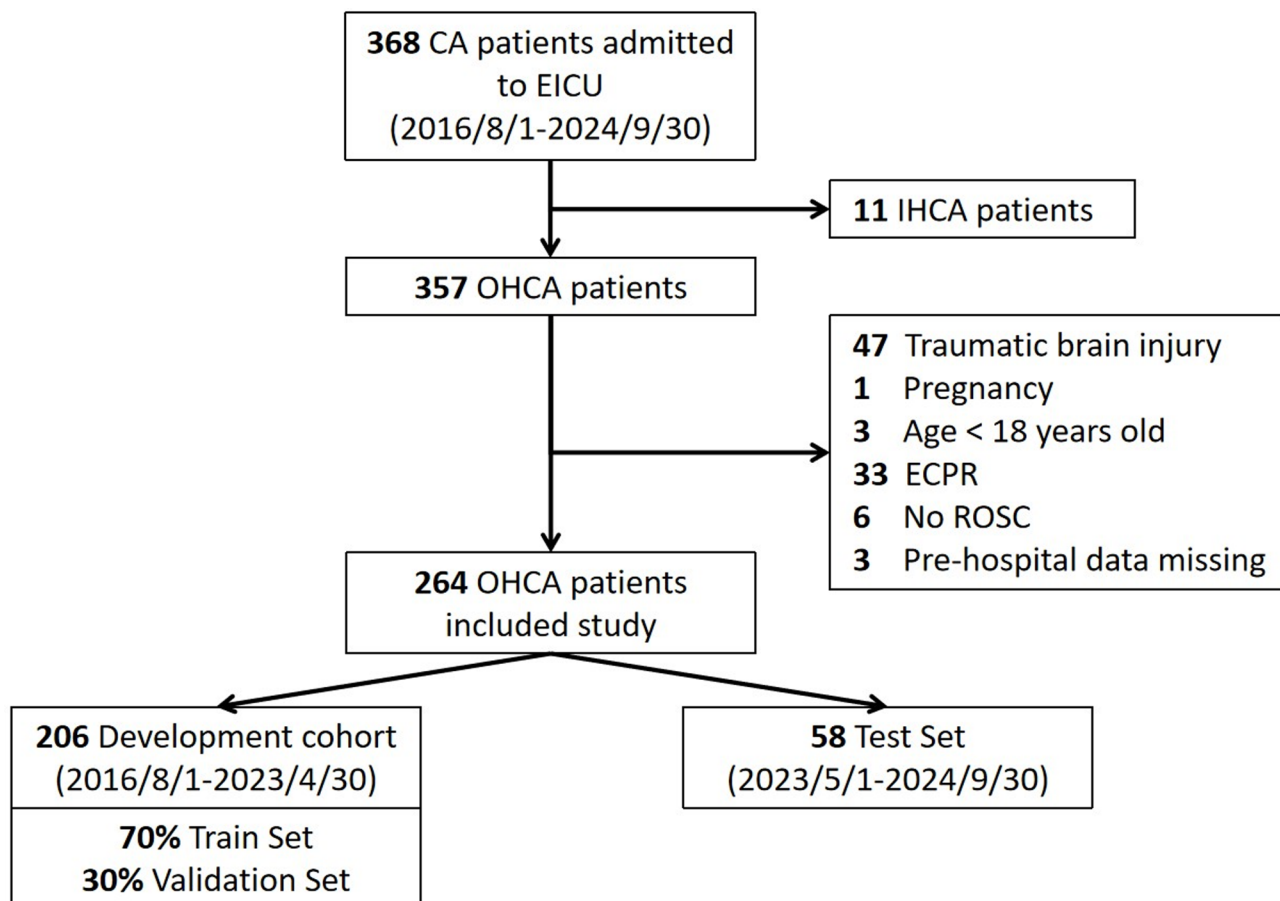 368 CA patients admitted
to EICU
(2016/8/1-2024/9/30)
11 IHCA patients
357 OHCA patients
47 Traumatic brain injury
1 Pregnancy
3 Age < 18 years old
33 ECPR
6 No ROSC
3 Pre-hospital data missing
264 OHCA patients
included study
206 Development cohort
(2016/8/1-2023/4/30)
70% Train Set
30% Validation Set
58 Test Set
(2023/5/1-2024/9/30)